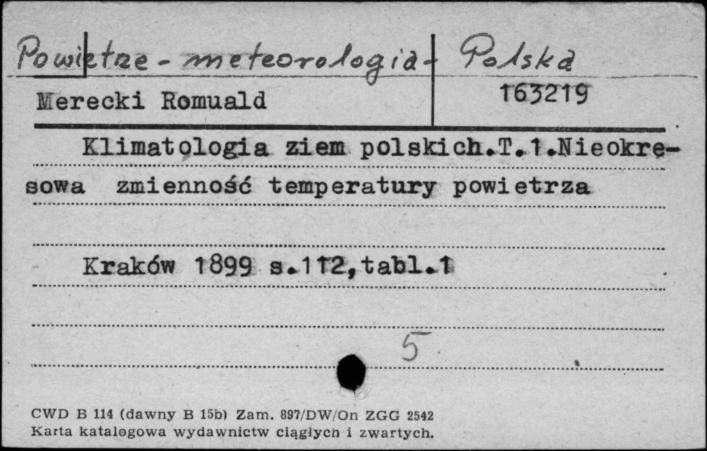 Powietrze - meteorologia - Polska
Merecki Romuald 163219
Klimatologia ziem polskich.T.1.Nieokre-
sowa zmienność temperatury powietrza
Kraków 1899 s.112,tabl.1
5
CWD B 114 (dawny B 15b) Zam. 897/DW/On ZGG 2542
Karta katalogowa wydawnictw ciągłych i zwartych.